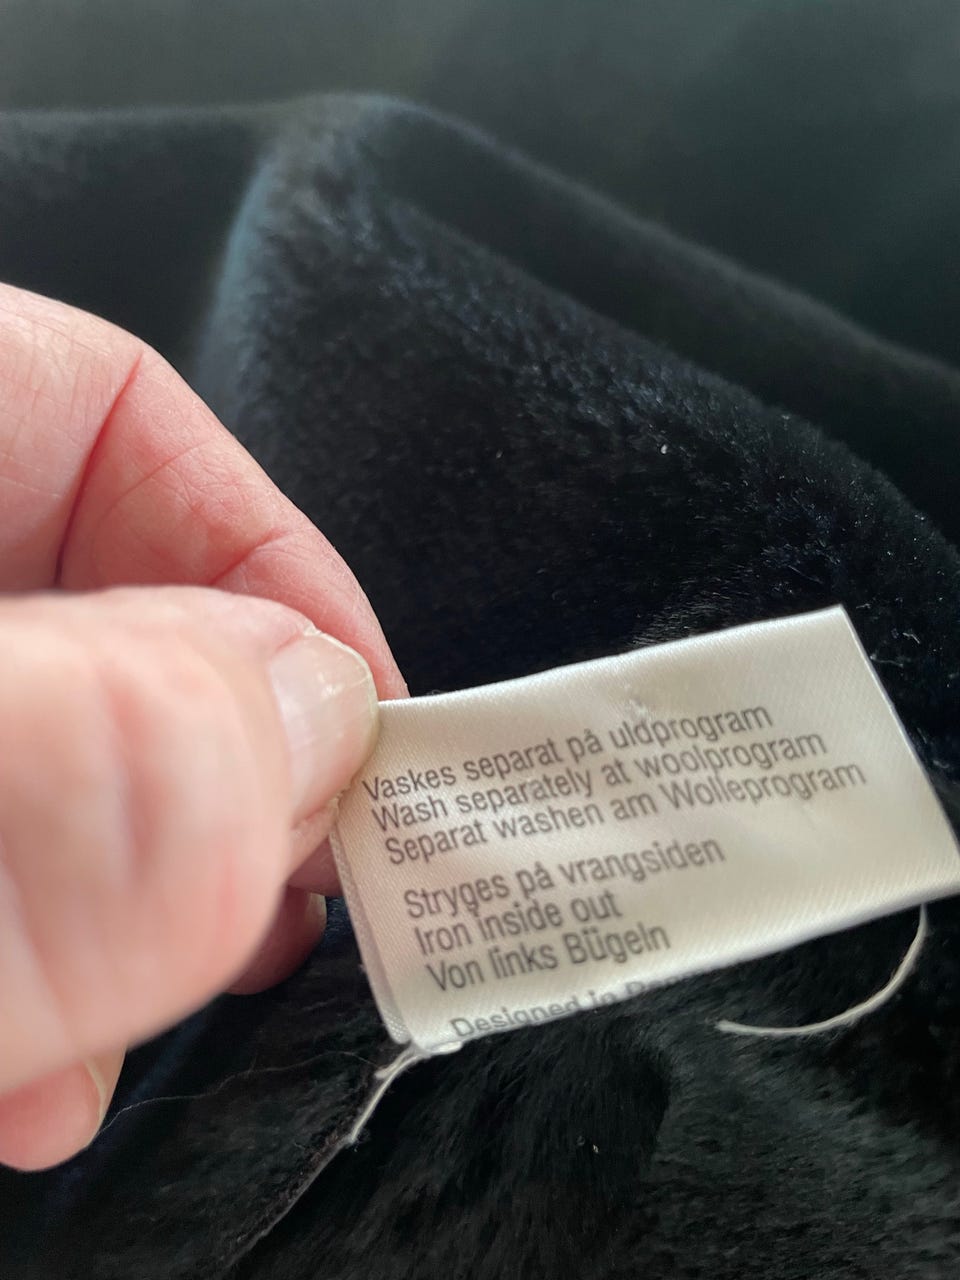 Vaskes separat på uldprogram
Wash separately at woolprogram
Separat washen am Wolleprogram
Stryges på vrangsiden
Iron Inside out
Von links Bügeln
Designed in